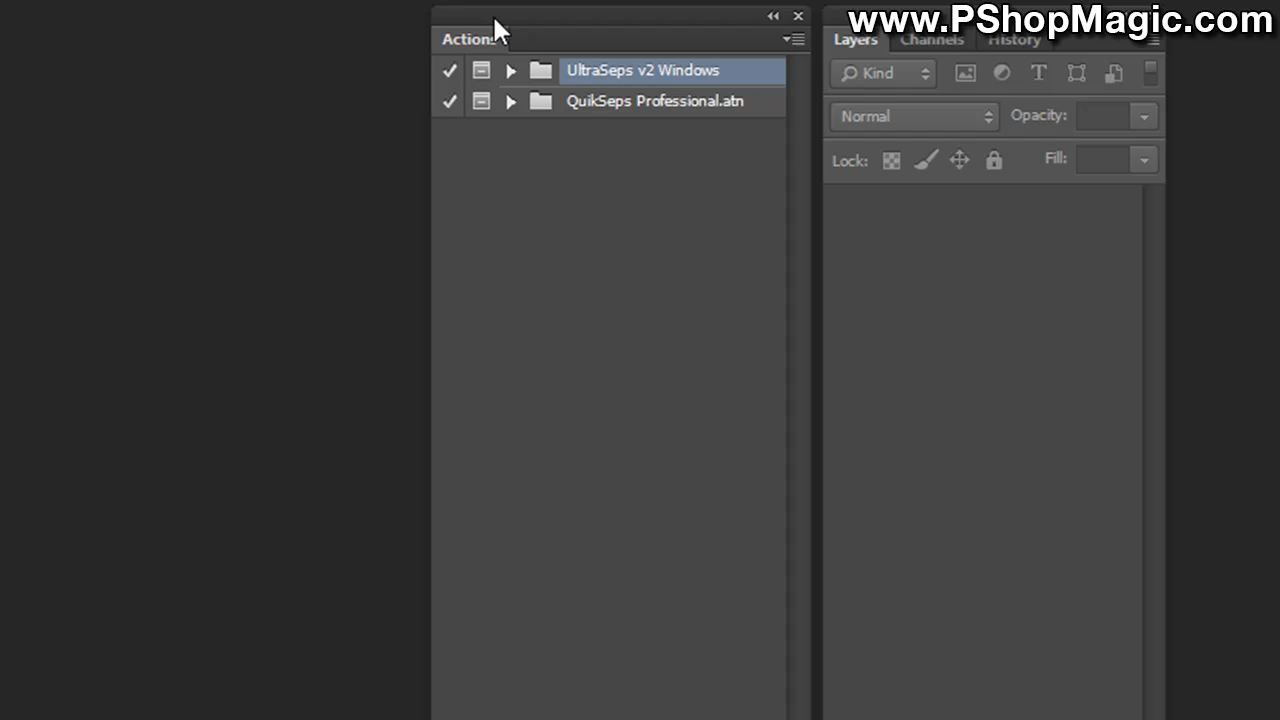 www.PShopMagic.com
Actions
Layers Channels History
UltraSeps v2 Windows
Kind
QuikSeps Professional.atn
Normal Opacity:
Lock: Fill: